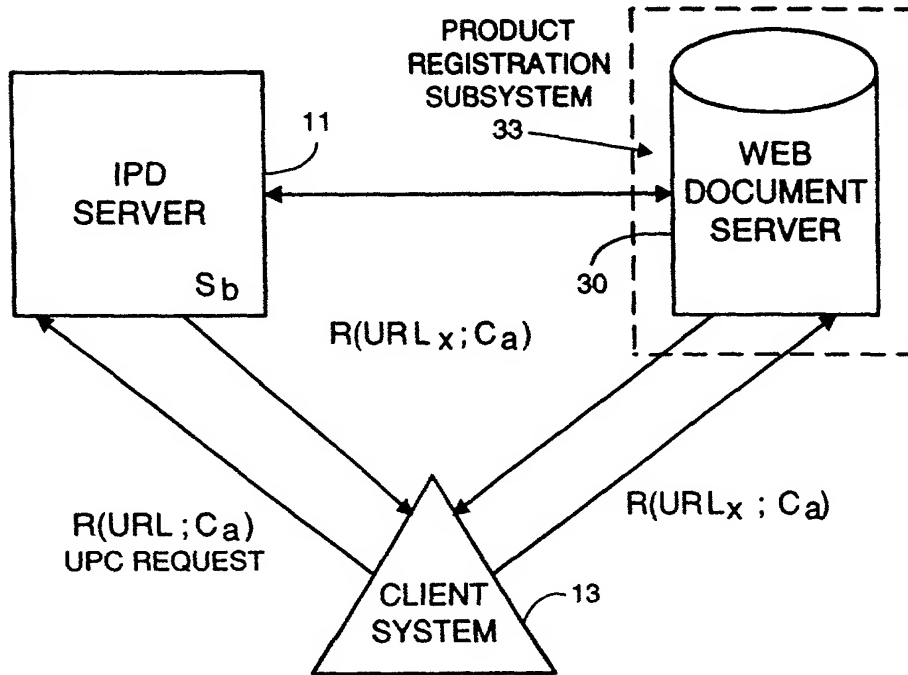 PRODUCT
REGISTRATION
SUBSYSTEM
33
11
IPD
SERVER
Sb
WEB
DOCUMENT
SERVER
30
R(URLx; Ca)
R(URL; Ca)
UPC REQUEST
R(URLx; Ca)
CLIENT
SYSTEM
13